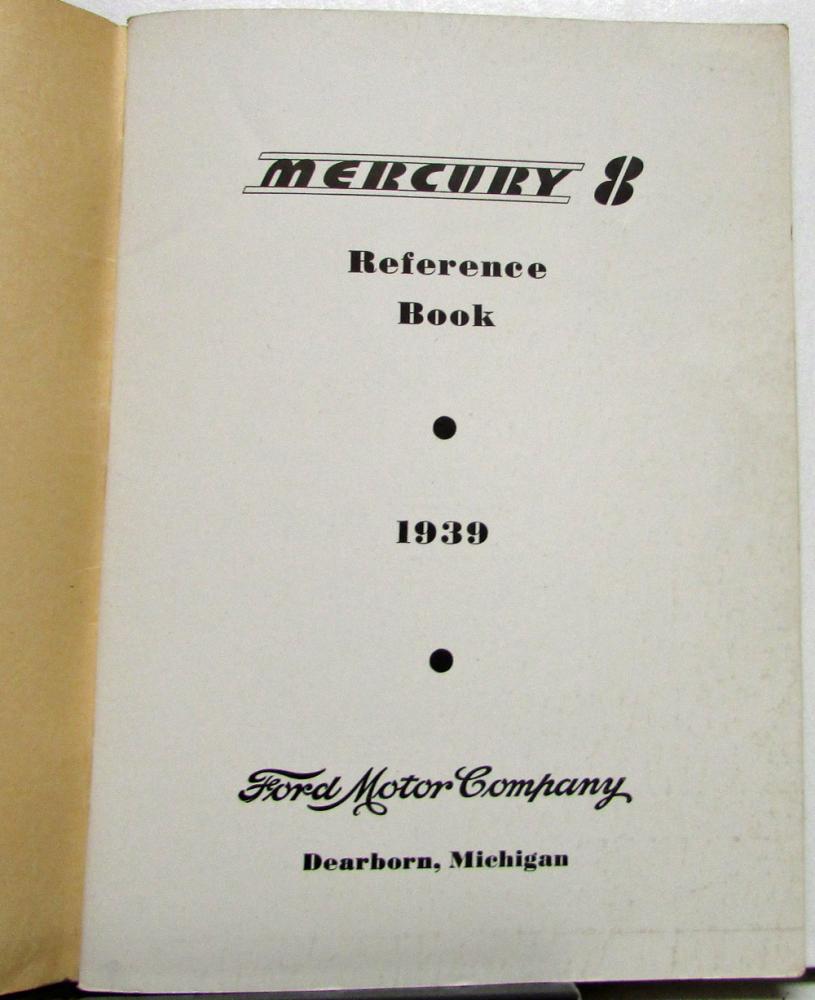 MERCURY 8
Reference
Book
1939
Ford Motor Company
Dearborn, Michigan